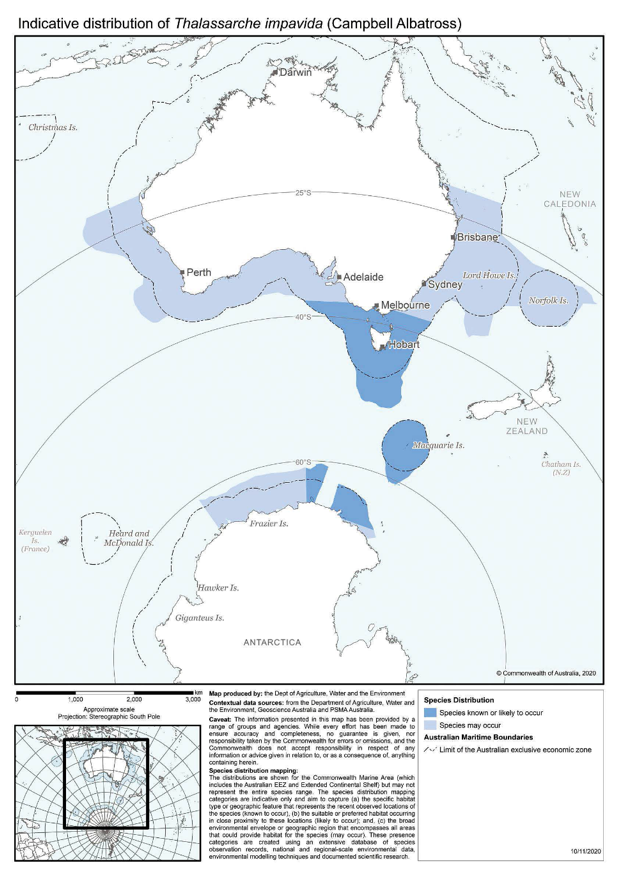 Indicative distribution of Thalassarche impavida (Campbell Albatross)
Darwin
Christmas Is.
25°S
NEW
CALEDONIA
Brisbane
Perth
Adelaide
Lord Howe Is.
Sydney
Norfolk Is.
Melbourne
40°S
Hobart
NEW
ZEALAND
Macquarie Is.
60°S
Chatham Is.
(N.Z)
Frazier Is.
Kerguelen
Is.
(France)
Heard and
McDonald Is.
Hawker Is.
Giganteus Is.
ANTARCTICA
© Commonwealth of Australia, 2020
km
0 1,000 2,000 3,000
Approximate scale
Projection: Stereographic South Pole
Map produced by: the Dept of Agriculture, Water and the Environment
Contextual data sources: from the Department of Agriculture, Water and
the Environment, Geoscience Australia and PSMA Australia.
Caveat: The information presented in this map has been provided by a
range of groups and agencies. While every effort has been made to
ensure accuracy and completeness, no guarantee is given, nor
responsibility taken by the Commonwealth for errors or omissions, and the
Commonwealth does not accept responsibility in respect of any
information or advice given in relation to, or as a consequence of, anything
containing herein.
Species distribution mapping:
The distributions are shown for the Commonwealth Marine Area (which
includes the Australian EEZ and Extended Continental Shelf) but may not
represent the entire species range. The species distribution mapping
categories are indicative only and aim to capture (a) the specific habitat
type or geographic feature that represents the recent observed locations of
the species (known to occur), (b) the suitable or preferred habitat occurring
in close proximity to these locations (likely to occur); and, (c) the broad
environmental envelope or geographic region that encompasses all areas
that could provide habitat for the species (may occur). These presence
categories are created using an extensive database of species
observation records, national and regional-scale environmental data,
environmental modelling techniques and documented scientific research.
Species Distribution
Species known or likely to occur
Species may occur
Australian Maritime Boundaries
Limit of the Australian exclusive economic zone
10/11/2020